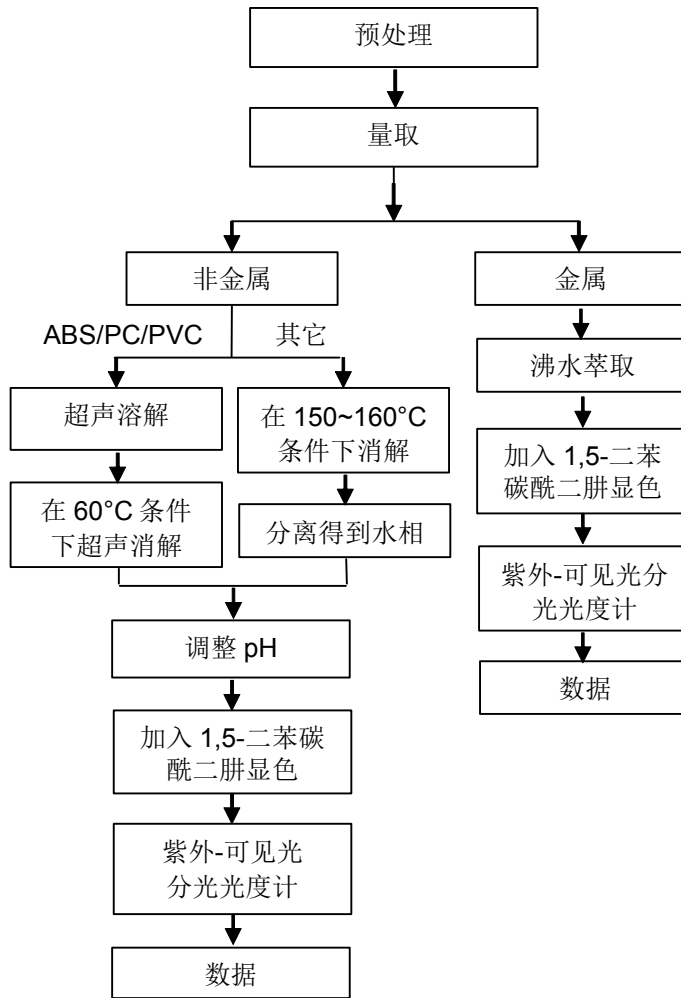 预处理
量取
非金属
金属
ABS/PC/PVC
其它
沸水萃取
超声溶解
在 150~160°C
条件下消解
加入 1,5-二苯
碳酰二肼显色
在 60°C 条件
下超声消解
分离得到水相
紫外-可见光分
光光度计
调整 pH
数据
加入 1,5-二苯碳
酰二肼显色
紫外-可见光
分光光度计
数据